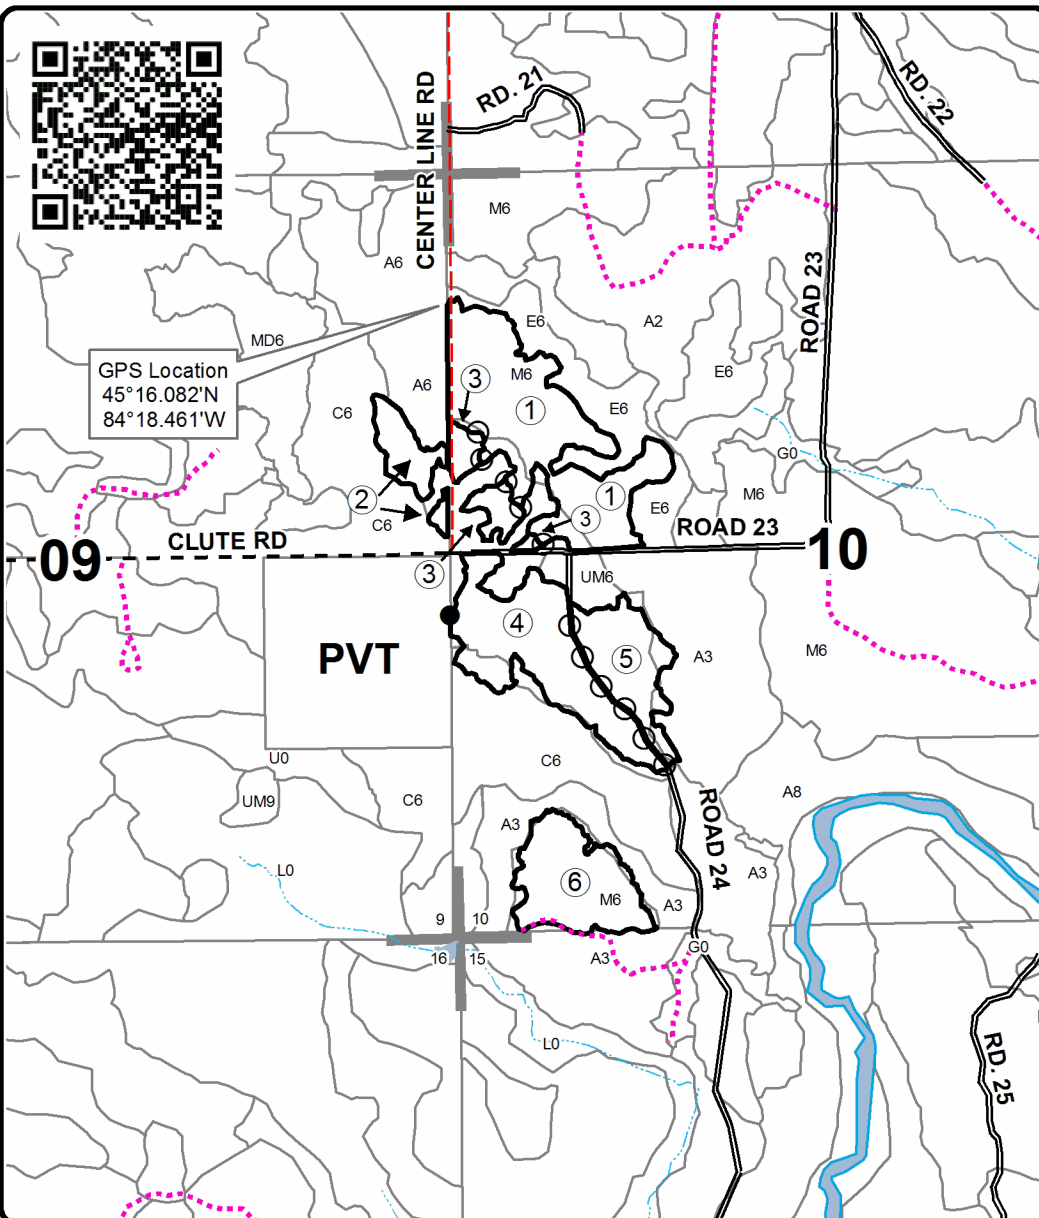 RD. 21
RD. 22
CENTER LINE RD
M6
A6
ROAD 23
E6
A2
MD6
GPS Location
45°16.082'N
84°18.461'W
M6
E6
A6
3
1
C6
E6
G0
2
1
M6
C6
3
E6
ROAD 23
CLUTE RD
09
10
3
UM6
4
PVT
5
A3
M6
U0
C6
UM9
C6
A8
ROAD 24
A3
L0
6
M6
A3
A3
9
10
16
15
A3
G0
L0
RD. 25